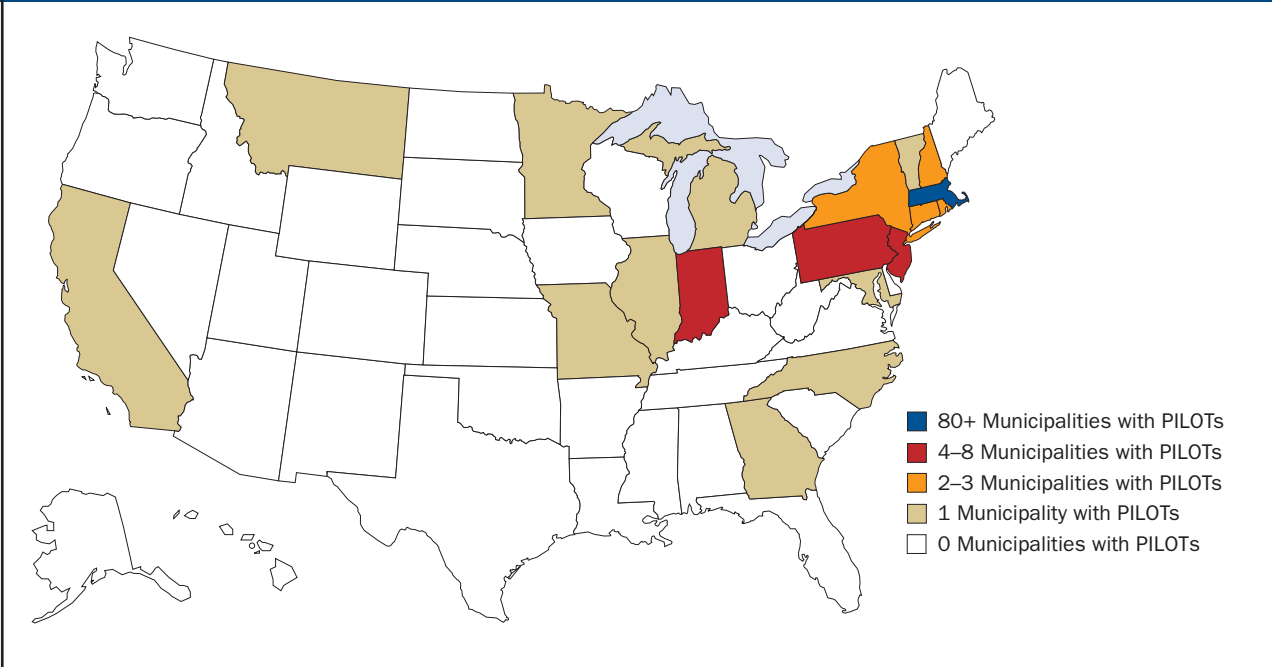 80+ Municipalities with PILOTs
4–8 Municipalities with PILOTs
2–3 Municipalities with PILOTs
1 Municipality with PILOTs
0 Municipalities with PILOTs